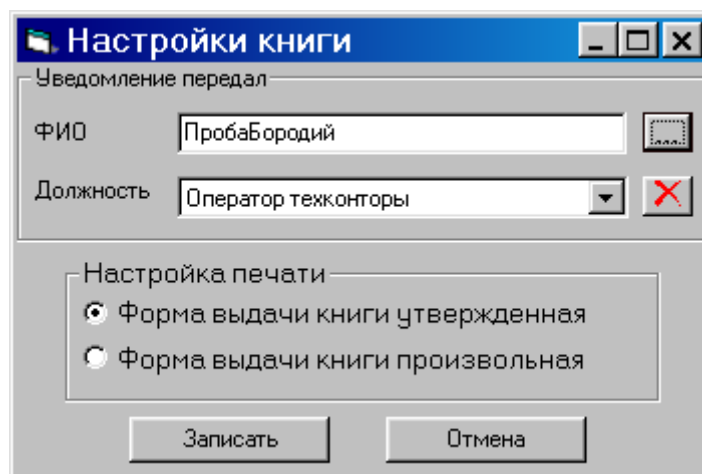 Настройки книги
Уведомление передал
ФИО
ПробаБородий
...
Должность
Оператор техконторы
Настройка печати
Форма выдачи книги утвержденная
Форма выдачи книги произвольная
Записать
Отмена